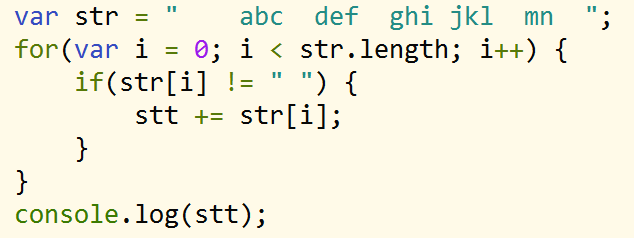 var str = "    abc  def  ghi jkl  mn  ";
for(var i = 0; i < str.length; i++) {
    if(str[i] != " ") {
        stt += str[i];
    }
}
console.log(stt);